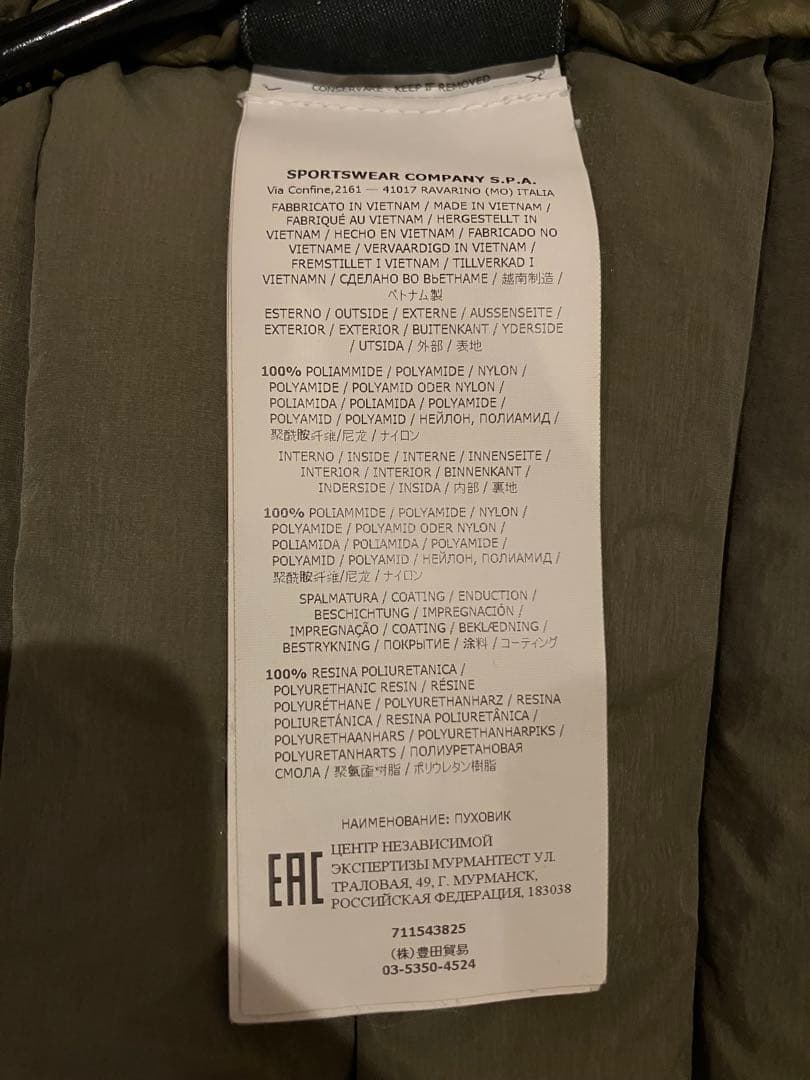 CONSERVARE - KEEP IF REMOVED
SPORTSWEAR COMPANY S.P.A.
Via Confine,2161 — 41017 RAVARINO (MO) ITALIA
FABBRICATO IN VIETNAM / MADE IN VIETNAM /
FABRIQUÉ AU VIETNAM / HERGESTELLT IN
VIETNAM / HECHO EN VIETNAM / FABRICADO NO
VIETNAME / VERVAARDIGD IN VIETNAM /
FREMSTILLET I VIETNAM / TILLVERKAD I
VIETNAMN / СДЕЛАНО ВО ВЬЕТНАМЕ / 越南制造 /
ベトナム製
ESTERNO / OUTSIDE / EXTERNE / AUSSENSEITE /
EXTERIOR / EXTERIOR / BUITENKANT / YDERSIDE
/ UTSIDA / 外部 / 表地
100% POLIAMMIDE / POLYAMIDE / NYLON /
POLYAMIDE / POLYAMID ODER NYLON /
POLIAMIDA / POLIAMIDA / POLYAMIDE /
POLYAMID / POLYAMID / НЕЙЛОН, ПОЛИАМИД /
聚酰胺纤维/尼龙 / ナイロン
INTERNO / INSIDE / INTERNE / INNENSEITE /
INTERIOR / INTERIOR / BINNENKANT /
INDERSIDE / INSIDA / 内部 / 裏地
100% POLIAMMIDE / POLYAMIDE / NYLON /
POLYAMIDE / POLYAMID ODER NYLON /
POLIAMIDA / POLIAMIDA / POLYAMIDE /
POLYAMID / POLYAMID / НЕЙЛОН, ПОЛИАМИД /
聚酰胺纤维/尼龙 / ナイロン
SPALMATURA / COATING / ENDUCTION /
BESCHICHTUNG / IMPREGNACIÓN /
IMPREGNAÇÃO / COATING / BEKLÆDNING /
BESTRYKNING / ПОКРЫТИЕ / 涂料 / コーティング
100% RESINA POLIURETANICA /
POLYURETHANIC RESIN / RÉSINE
POLYURÉTHANE / POLYURETHANHARZ / RESINA
POLIURETÁNICA / RESINA POLIURETÂNICA /
POLYURETHAANHARS / POLYURETHANHARPIKS /
POLYURETANHARTS / ПОЛИУРЕТАНОВАЯ
СМОЛА / 聚氨酯树脂 / ポリウレタン樹脂
НАИМЕНОВАНИЕ: ПУХОВИК
EAC
ЦЕНТР НЕЗАВИСИМОЙ
ЭКСПЕРТИЗЫ МУРМАНТЕСТ УЛ.
ТРАЛОВАЯ, 49, Г. МУРМАНСК,
РОССИЙСКАЯ ФЕДЕРАЦИЯ, 183038
711543825
(株)豊田貿易
03-5350-4524